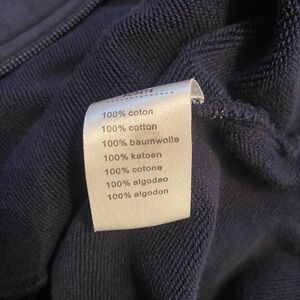 100% coton
100% cotton
100% baumwolle
100% katoen
100% cotone
100% algodao
100% algodon